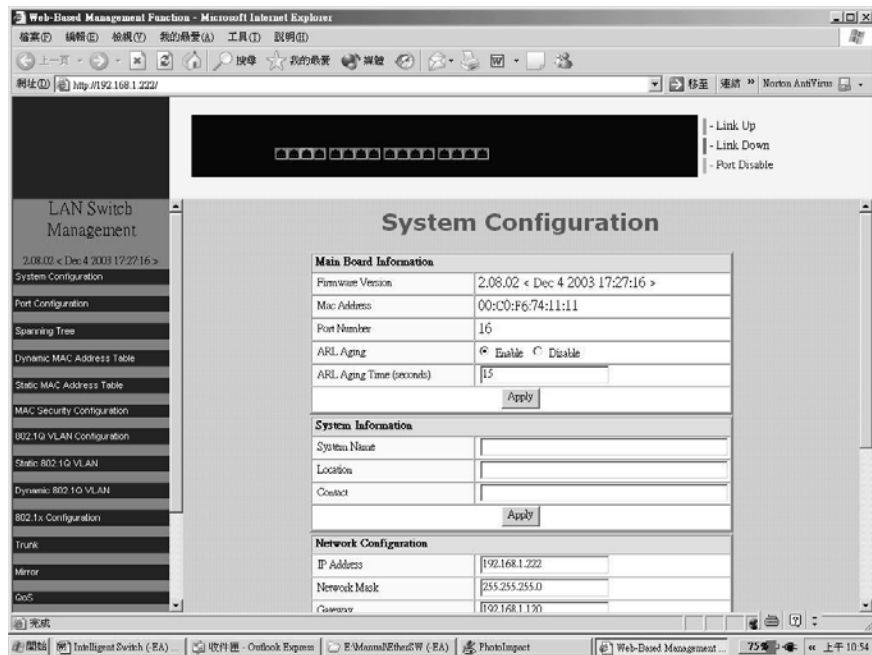 Web-Based Management Function - Microsoft Internet Explorer
檔案(F) 編輯(E) 檢視(V) 我的最愛(A) 工具(T) 說明(H)
上一頁 搜尋 我的最愛 媒體
網址(D) http://192.168.1.222/ 移至 連結 » Norton AntiVirus
- Link Up
- Link Down
- Port Disable
LAN Switch
Management
2.08.02 < Dec 4 2003 17:27:16 >
System Configuration
Port Configuration
Spanning Tree
Dynamic MAC Address Table
Static MAC Address Table
MAC Security Configuration
802.1Q VLAN Configuration
Static 802.1Q VLAN
Dynamic 802.1Q VLAN
802.1x Configuration
Trunk
Mirror
QoS
System Configuration
Main Board Information
Firmware Version 2.08.02 < Dec 4 2003 17:27:16 >
Mac Address 00:C0:F6:74:11:11
Port Number 16
ARL Aging Enable Disable
ARL Aging Time (seconds) 15
Apply
System Information
System Name
Location
Contact
Apply
Network Configuration
IP Address 192.168.1.222
Network Mask 255.255.255.0
Gateway 192.168.1.120
完成
開始 Intelligent Switch (-EA) ... 收件匣 - Outlook Express E:\Manual\EtherSW (-EA) PhotoImpact Web-Based Management ... 75 « 上午 10:54